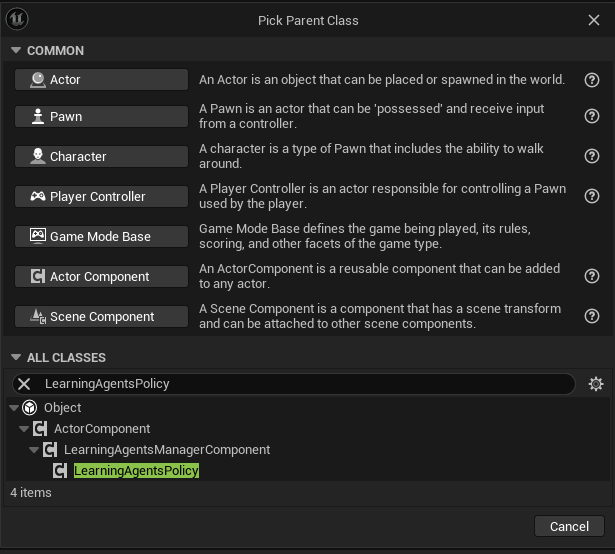 Pick Parent Class
COMMON
Actor
An Actor is an object that can be placed or spawned in the world.
Pawn
A Pawn is an actor that can be 'possessed' and receive input
from a controller.
Character
A character is a type of Pawn that includes the ability to walk
around.
Player Controller
A Player Controller is an actor responsible for controlling a Pawn
used by the player.
Game Mode Base
Game Mode Base defines the game being played, its rules,
scoring, and other facets of the game type.
Actor Component
An ActorComponent is a reusable component that can be added
to any actor.
Scene Component
A Scene Component is a component that has a scene transform
and can be attached to other scene components.
ALL CLASSES
LearningAgentsPolicy
Object
ActorComponent
LearningAgentsManagerComponent
LearningAgentsPolicy
4 items
Cancel